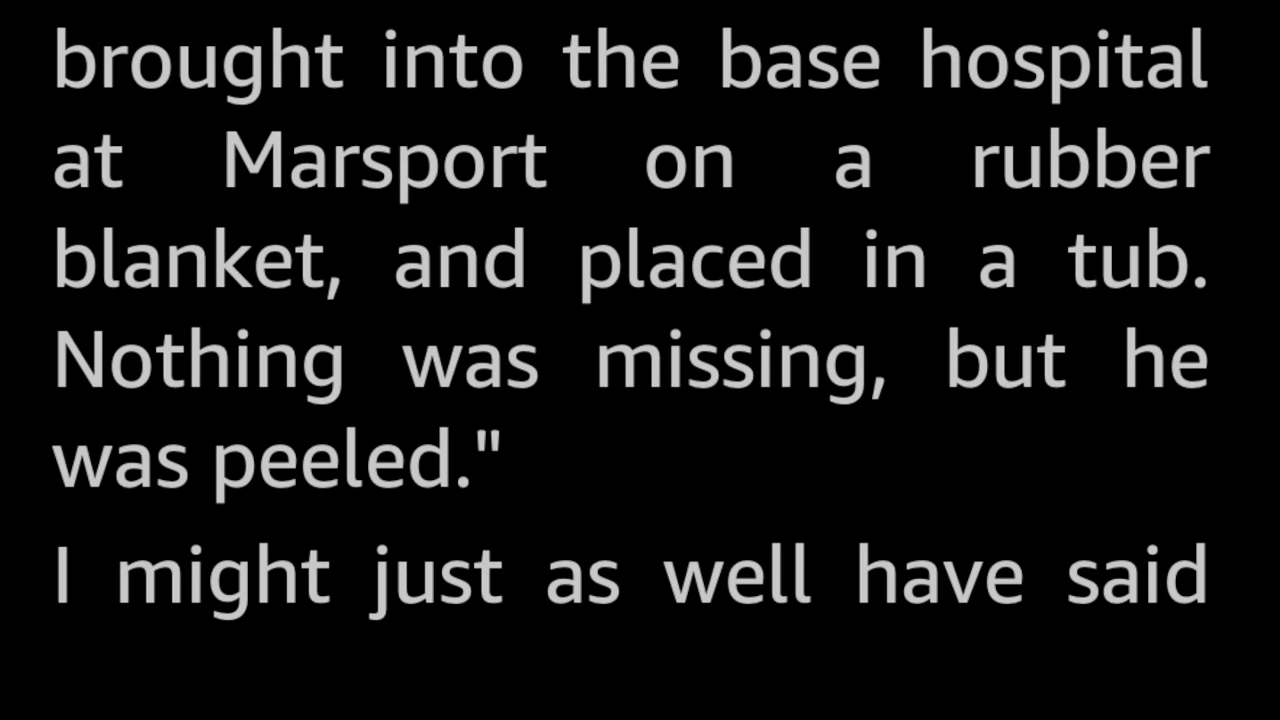 brought into the base hospital
at Marsport on a rubber
blanket, and placed in a tub.
Nothing was missing, but he
was peeled."
I might just as well have said